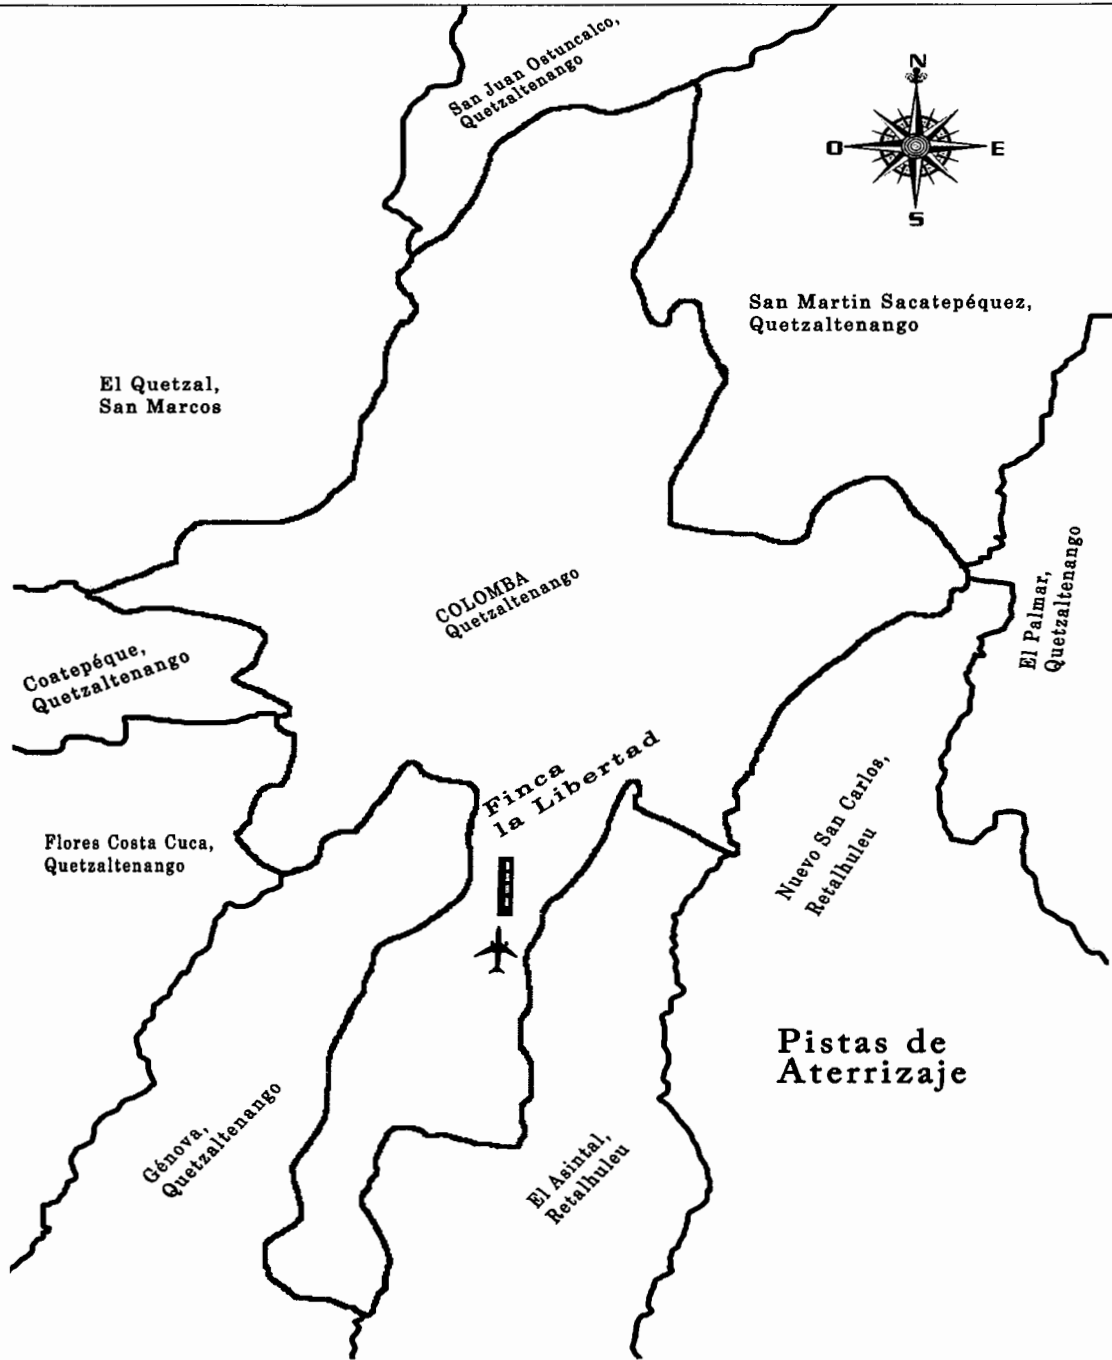 San Juan Ostuncalco,
Quetzaltenango
N
O
E
S
San Martin Sacatepéquez,
Quetzaltenango
El Quetzal,
San Marcos
COLOMBA
Quetzaltenango
El Palmar,
Quetzaltenango
Coatepéque,
Quetzaltenango
Finca
la Libertad
Flores Costa Cuca,
Quetzaltenango
Nuevo San Carlos,
Retalhuleu
Pistas de
Aterrizaje
Génova,
Quetzaltenango
El Asintal,
Retalhuleu